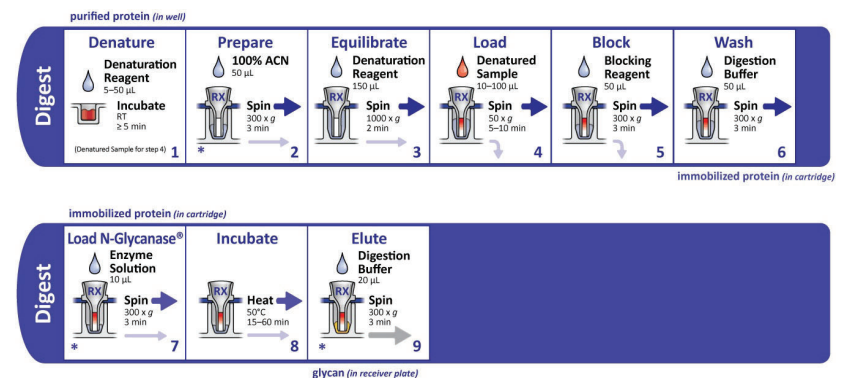 purified protein (in well)
Digest
Denature
Denaturation
Reagent
5–50 µL
Incubate
RT
≥ 5 min
(Denatured Sample for step 4)
1
Prepare
100% ACN
50 µL
RX
Spin
300 x g
3 min
*
2
Equilibrate
Denaturation
Reagent
150 µL
RX
Spin
1000 x g
2 min
3
Load
Denatured
Sample
10–100 µL
RX
Spin
50 x g
5–10 min
4
Block
Blocking
Reagent
50 µL
RX
Spin
300 x g
3 min
5
Wash
Digestion
Buffer
50 µL
RX
Spin
300 x g
3 min
6
immobilized protein (in cartridge)
immobilized protein (in cartridge)
Digest
Load N-Glycanase®
Enzyme
Solution
10 µL
RX
Spin
300 x g
3 min
*
7
Incubate
RX
Heat
50°C
15–60 min
8
Elute
Digestion
Buffer
20 µL
RX
Spin
300 x g
3 min
*
9
glycan (in receiver plate)